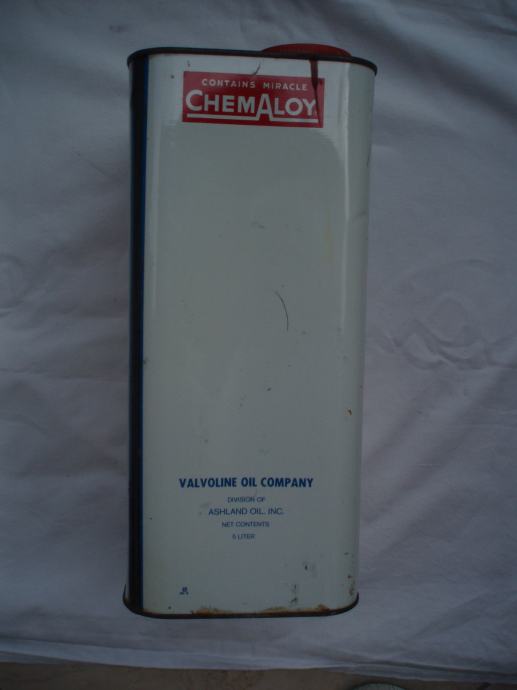 CONTAINS MIRACLE
CHEMALOY
VALVOLINE OIL COMPANY
DIVISION OF
ASHLAND OIL, INC.
NET CONTENTS
5 LITER